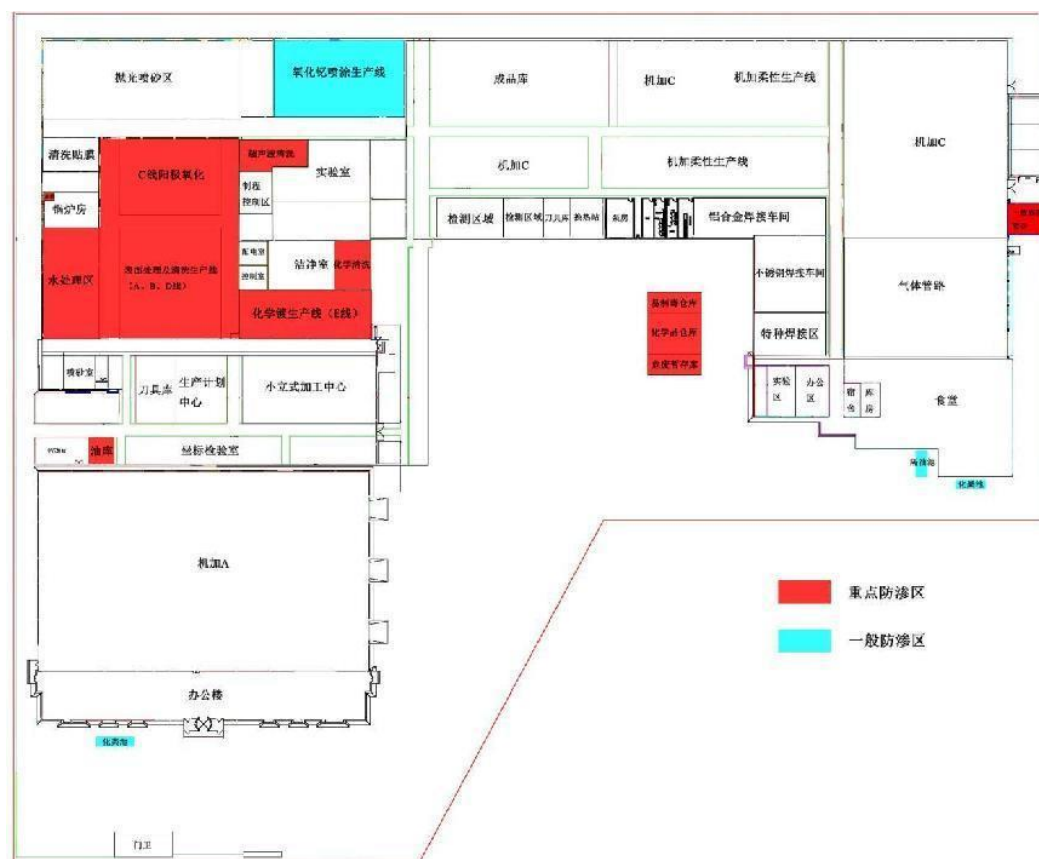 抛光喷砂区
氧化钇喷涂生产线
成品库
机加C
机加柔性生产线
机加C
清洗贴膜
C线阳极氧化
超声波清洗
实验室
机加C
机加柔性生产线
制程
控制区
锅炉房
检测区域
检测区域
刀具库
换热站
泵房
铝合金焊接车间
水处理区
表面处理及清洗生产线
（A、B、D线）
配电室
控制室
洁净室
化学清洗
不锈钢焊接车间
气体管路
化学镀生产线（E线）
易制毒仓库
化学品仓库
危废暂存库
特种焊接区
喷砂室
刀具库
生产计划
中心
小立式加工中心
实验
区
办公
区
宿
舍
库
房
食堂
油库
坐标检验室
隔油池
化粪池
机加A
重点防渗区
一般防渗区
办公楼
化粪池
门卫